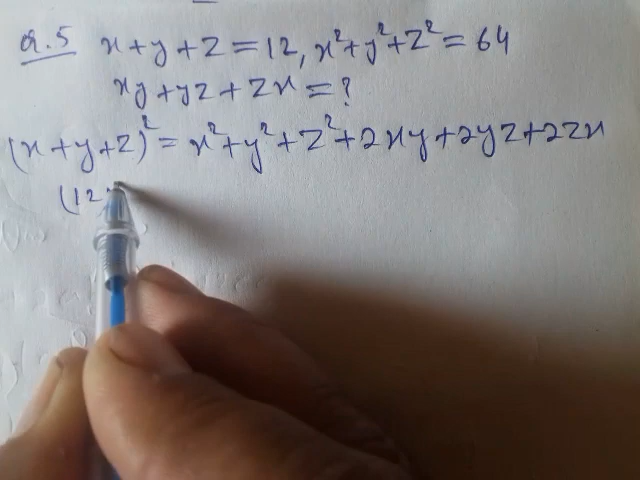 Q.5 x+y+z=12, x²+y²+z²=64
xy+yz+zx=?
(x+y+z)²=x²+y²+z²+2xy+2yz+2zx
(12